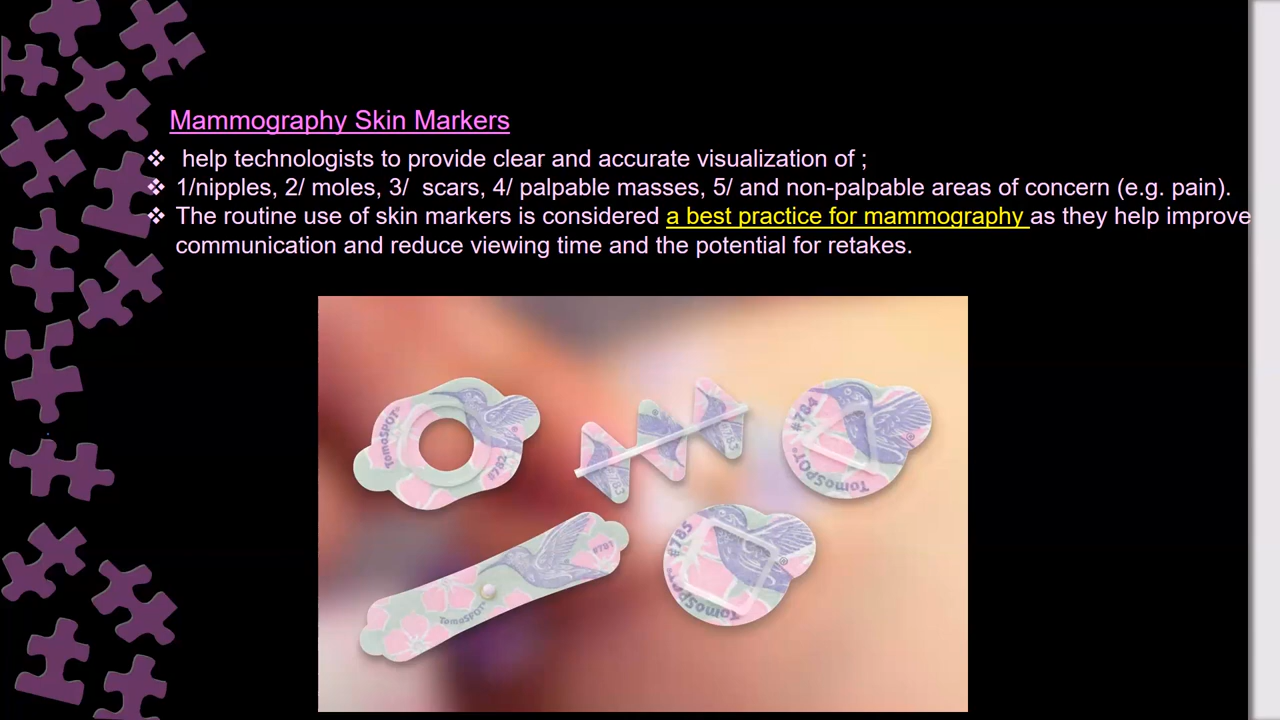 Mammography Skin Markers
❖ help technologists to provide clear and accurate visualization of ;
❖ 1/nipples, 2/ moles, 3/ scars, 4/ palpable masses, 5/ and non-palpable areas of concern (e.g. pain).
❖ The routine use of skin markers is considered a best practice for mammography as they help improve
communication and reduce viewing time and the potential for retakes.
TomoSPOT®
#782
#783
#783
#784
TomoSPOT®
#785
TomoSPOT®
#781
TomoSPOT®